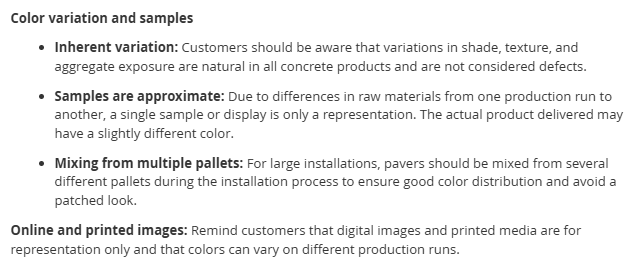 Color variation and samples
• Inherent variation: Customers should be aware that variations in shade, texture, and
aggregate exposure are natural in all concrete products and are not considered defects.
• Samples are approximate: Due to differences in raw materials from one production run to
another, a single sample or display is only a representation. The actual product delivered may
have a slightly different color.
• Mixing from multiple pallets: For large installations, pavers should be mixed from several
different pallets during the installation process to ensure good color distribution and avoid a
patched look.
Online and printed images: Remind customers that digital images and printed media are for
representation only and that colors can vary on different production runs.